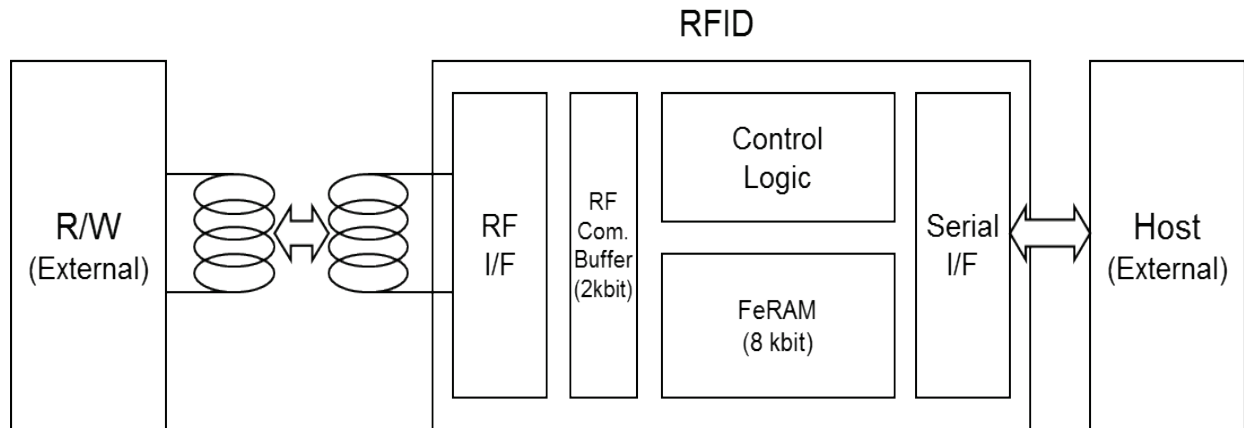 RFID
R/W
(External)
RF
I/F
RF
Com.
Buffer
(2kbit)
Control
Logic
FeRAM
(8 kbit)
Serial
I/F
Host
(External)